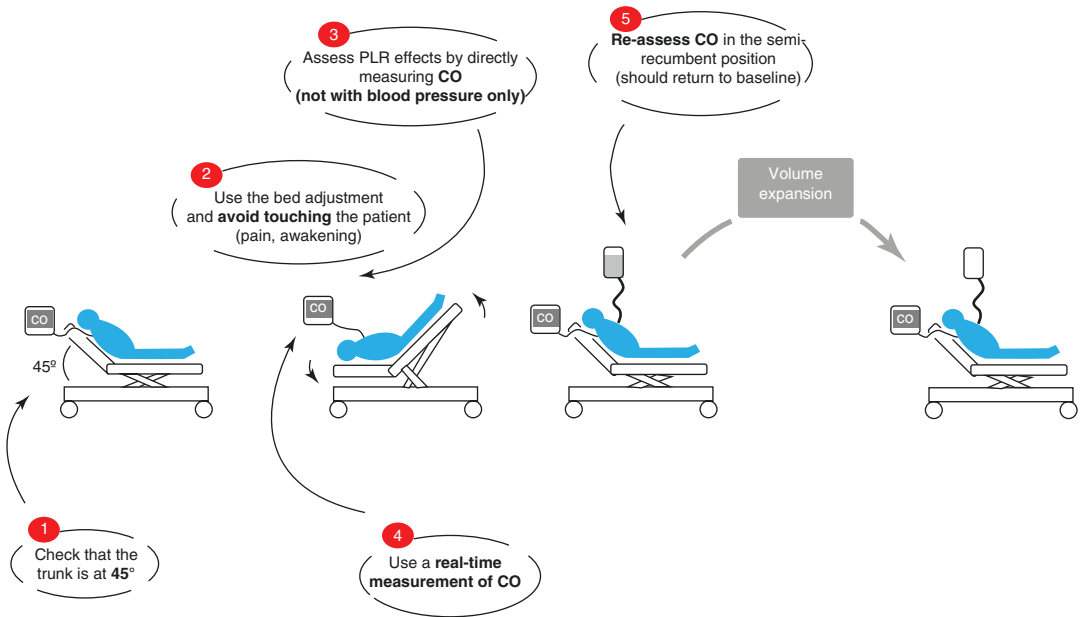 1
Check that the
trunk is at 45°
2
Use the bed adjustment
and avoid touching the patient
(pain, awakening)
3
Assess PLR effects by directly
measuring CO
(not with blood pressure only)
4
Use a real-time
measurement of CO
5
Re-assess CO in the semi-
recumbent position
(should return to baseline)
Volume
expansion
CO
45º
CO
CO
CO